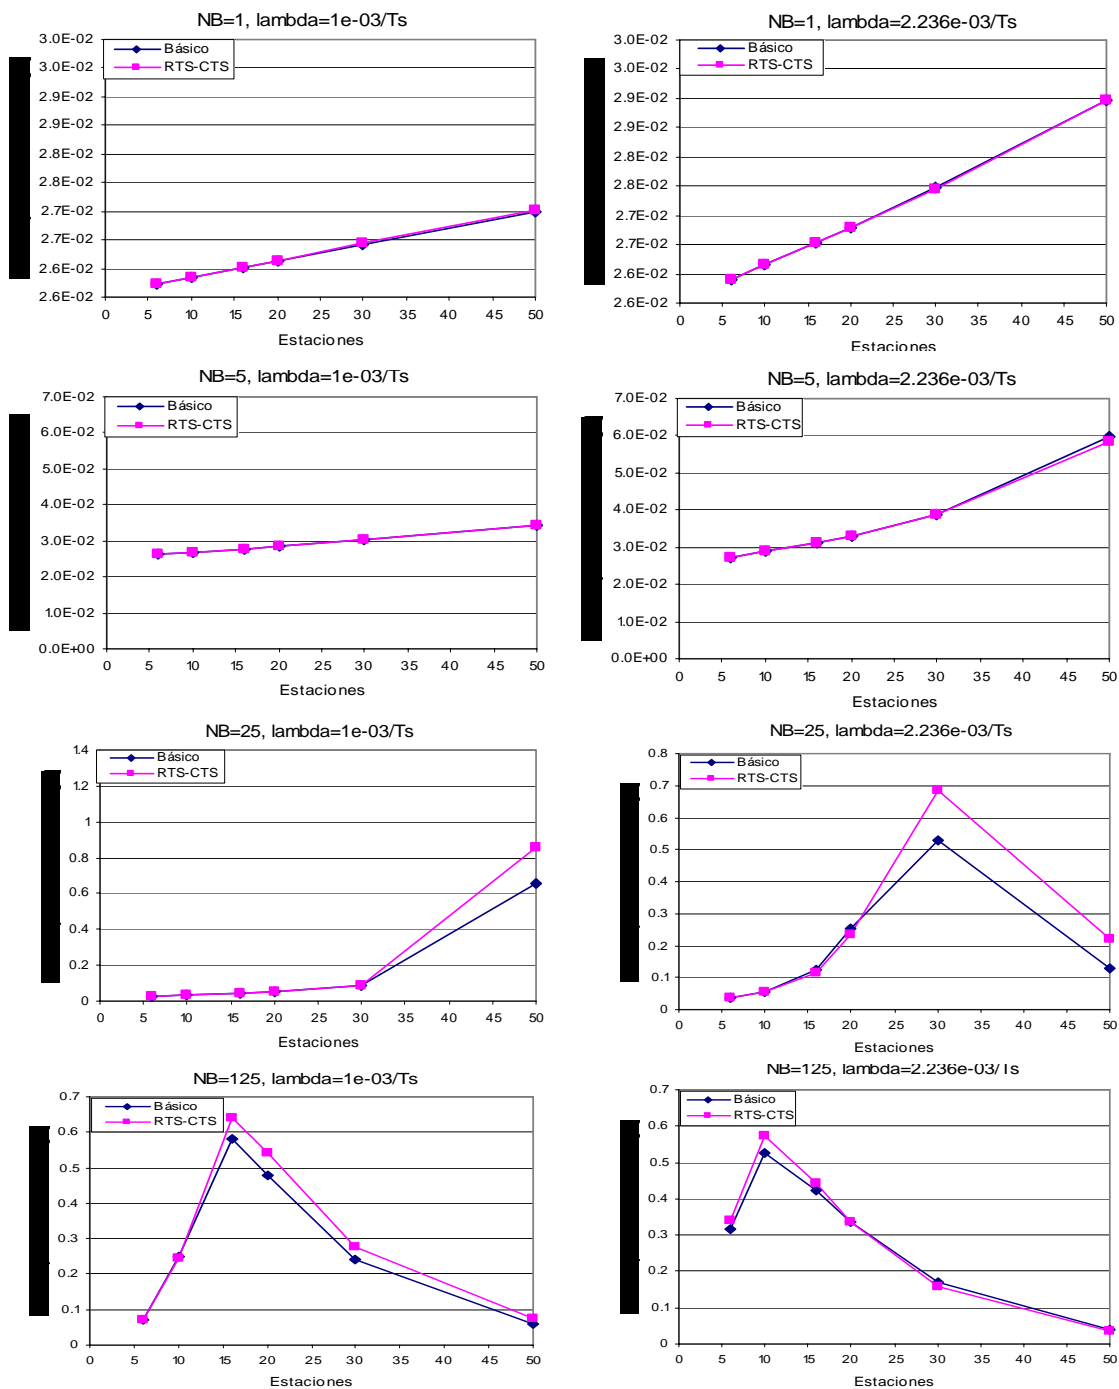 NB=1, lambda=1e-03/Ts
3.0E-02
3.0E-02
2.9E-02
2.9E-02
2.8E-02
2.8E-02
2.7E-02
2.7E-02
2.6E-02
2.6E-02
Básico
RTS-CTS
0 5 10 15 20 25 30 35 40 45 50
Estaciones
NB=1, lambda=2.236e-03/Ts
3.0E-02
3.0E-02
2.9E-02
2.9E-02
2.8E-02
2.8E-02
2.7E-02
2.7E-02
2.6E-02
2.6E-02
Básico
RTS-CTS
0 5 10 15 20 25 30 35 40 45 50
Estaciones
NB=5, lambda=1e-03/Ts
7.0E-02
6.0E-02
5.0E-02
4.0E-02
3.0E-02
2.0E-02
1.0E-02
0.0E+00
Básico
RTS-CTS
0 5 10 15 20 25 30 35 40 45 50
Estaciones
NB=5, lambda=2.236e-03/Ts
7.0E-02
6.0E-02
5.0E-02
4.0E-02
3.0E-02
2.0E-02
1.0E-02
0.0E+00
Básico
RTS-CTS
0 5 10 15 20 25 30 35 40 45 50
Estaciones
NB=25, lambda=1e-03/Ts
1.4
1.2
1
0.8
0.6
0.4
0.2
0
Básico
RTS-CTS
0 5 10 15 20 25 30 35 40 45 50
Estaciones
NB=25, lambda=2.236e-03/Ts
0.8
0.7
0.6
0.5
0.4
0.3
0.2
0.1
0
Básico
RTS-CTS
0 5 10 15 20 25 30 35 40 45 50
Estaciones
NB=125, lambda=1e-03/Ts
0.7
0.6
0.5
0.4
0.3
0.2
0.1
0
Básico
RTS-CTS
0 5 10 15 20 25 30 35 40 45 50
Estaciones
NB=125, lambda=2.236e-03/Ts
0.7
0.6
0.5
0.4
0.3
0.2
0.1
0
Básico
RTS-CTS
0 5 10 15 20 25 30 35 40 45 50
Estaciones